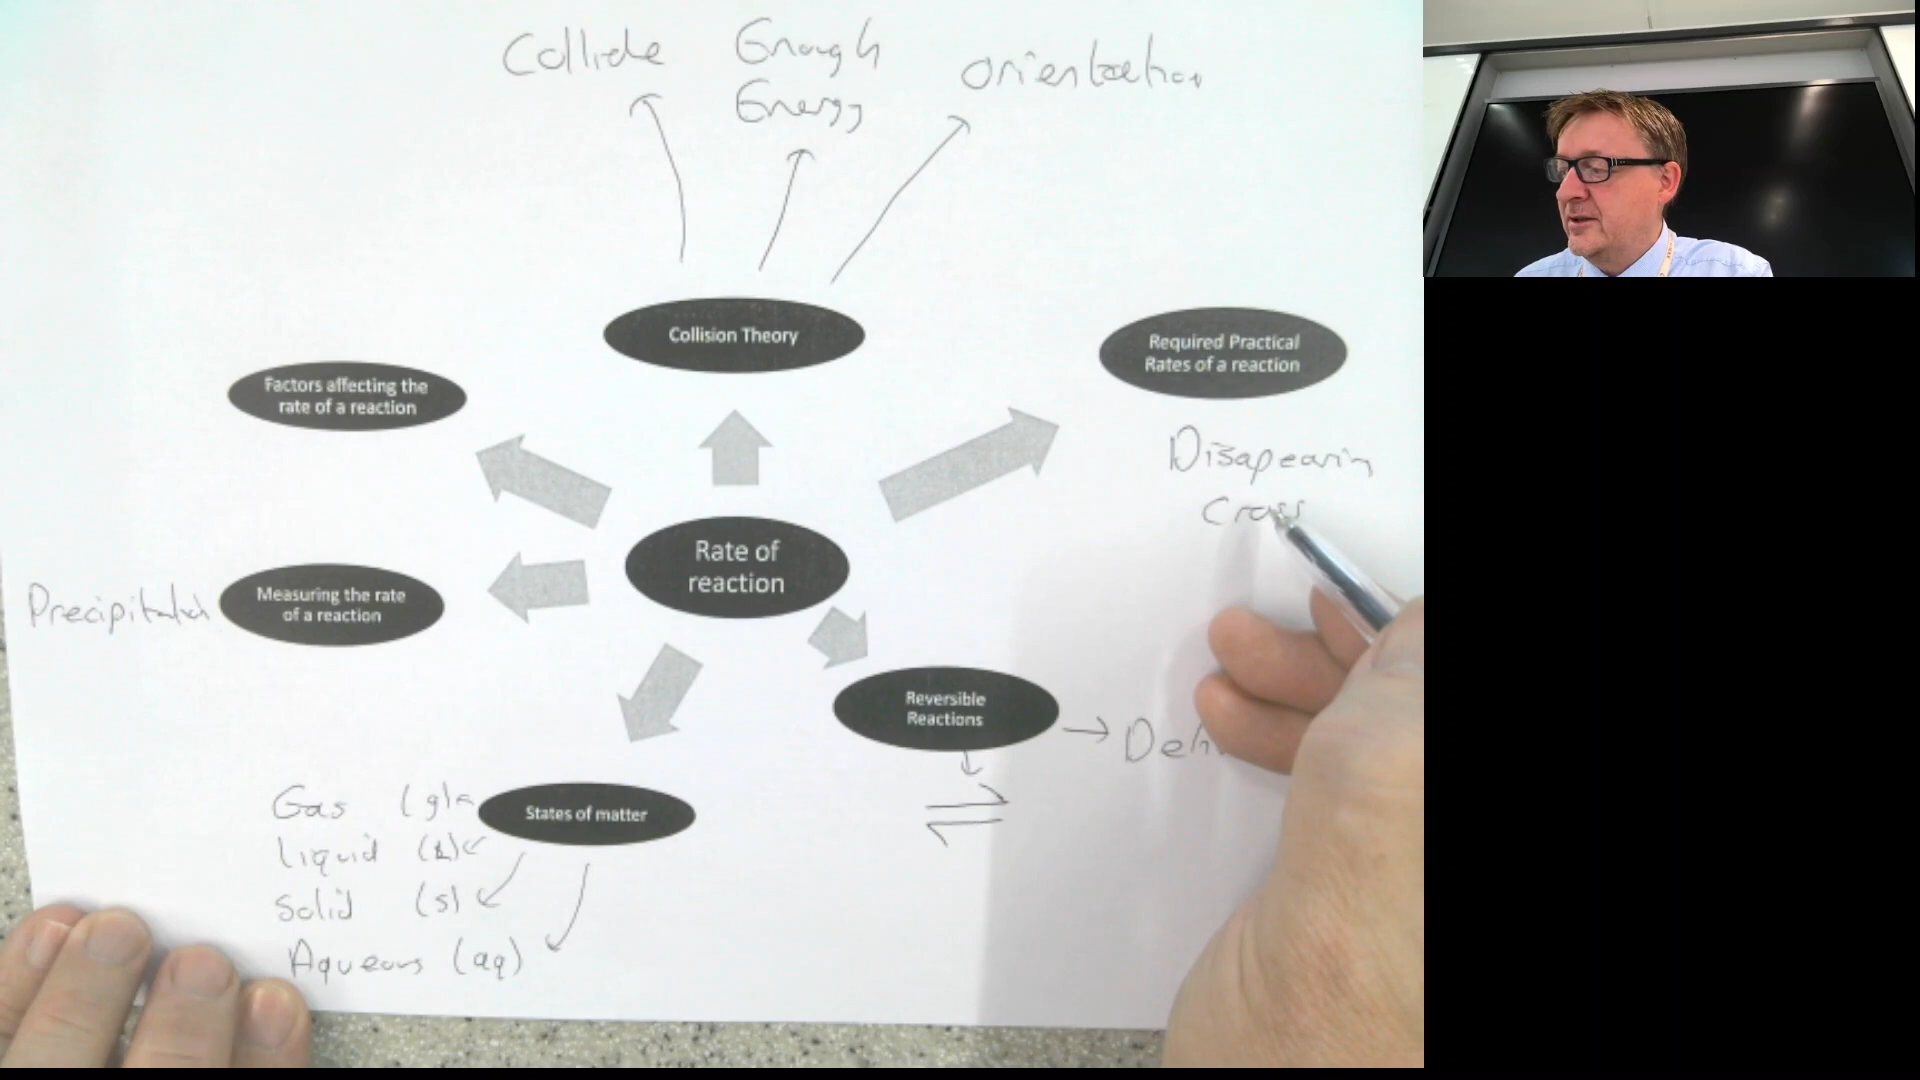 Collide Enough orientation
Energy
Collision Theory
Required Practical
Rates of a reaction
Factors affecting the
rate of a reaction
Disapearin
Cross
Rate of
reaction
Measuring the rate
of a reaction
Reversible
Reactions
States of matter
Gas (g)
Liquid (L)
Solid (s)
Aqueous (aq)